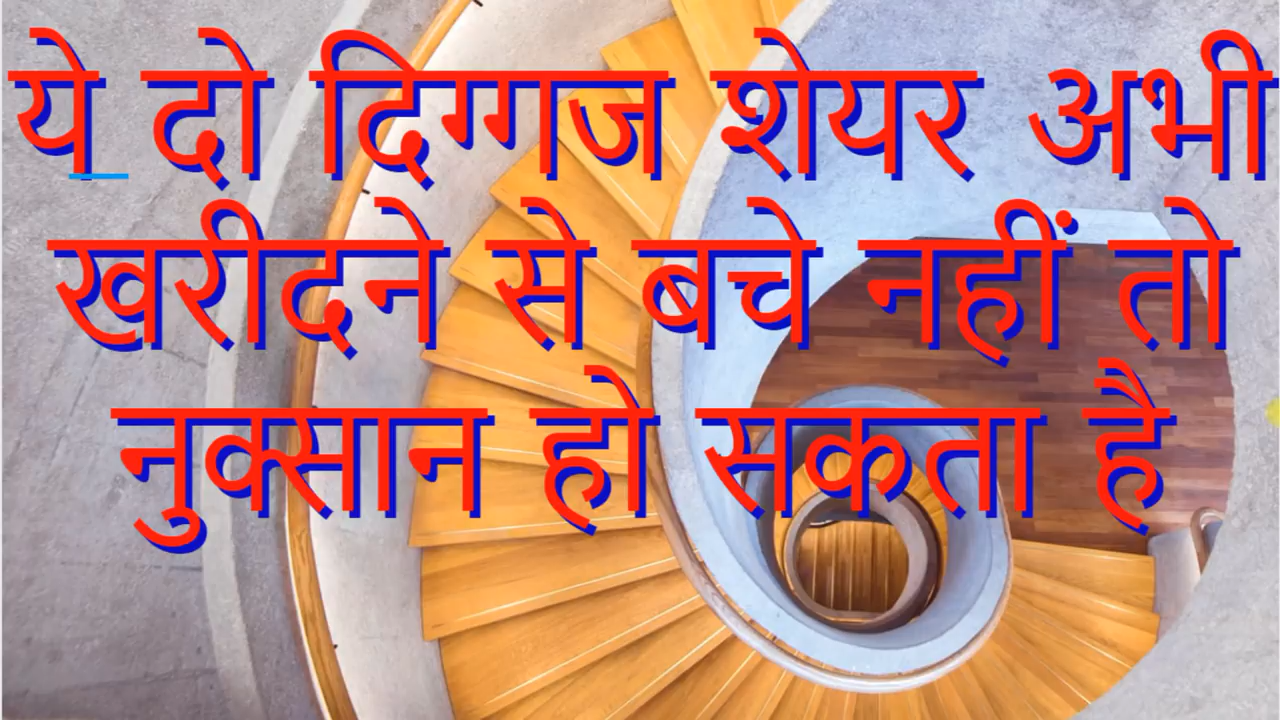 ये दो दिग्गज शेयर अभी
खरीदने से बचे नहीं तो
नुक्सान हो सकता है